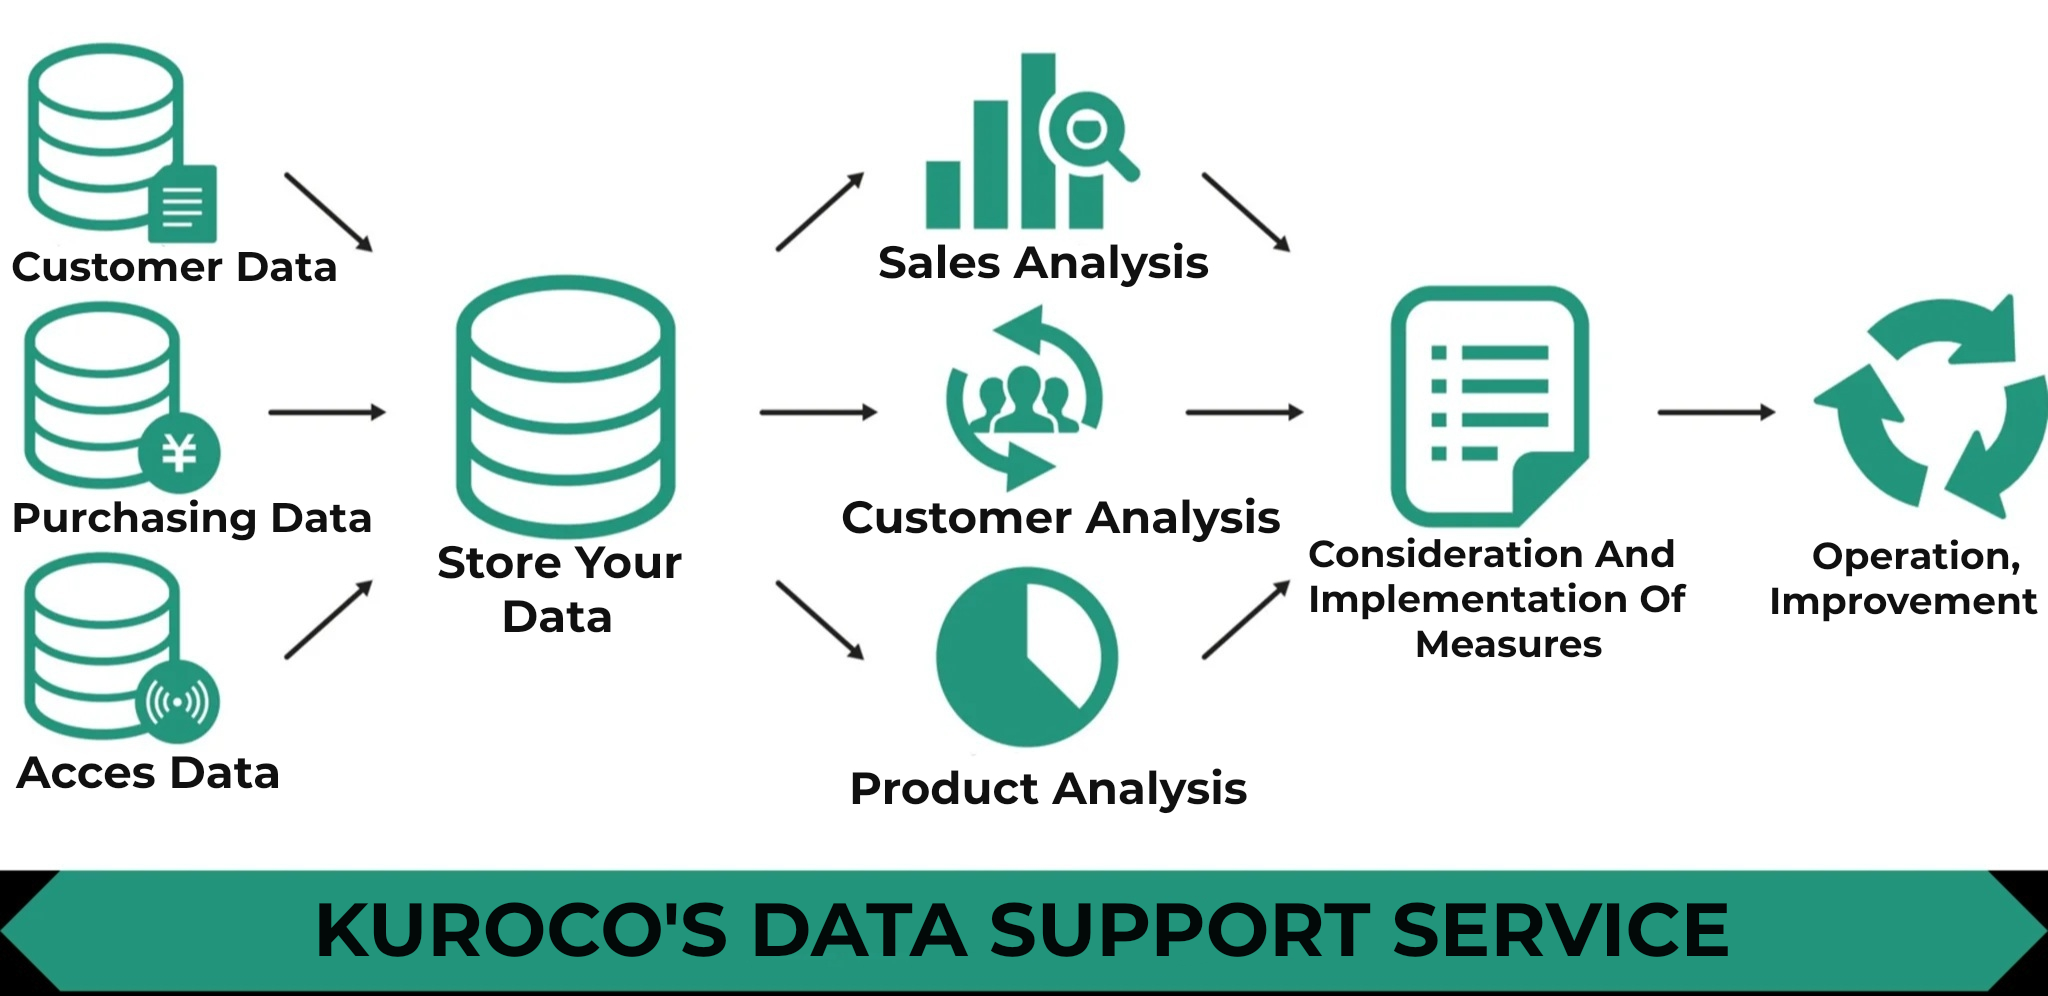 Customer Data
Purchasing Data
¥
Acces Data
Store Your
Data
Sales Analysis
Customer Analysis
Product Analysis
Consideration And
Implementation Of
Measures
Operation,
Improvement
KUROCO'S DATA SUPPORT SERVICE